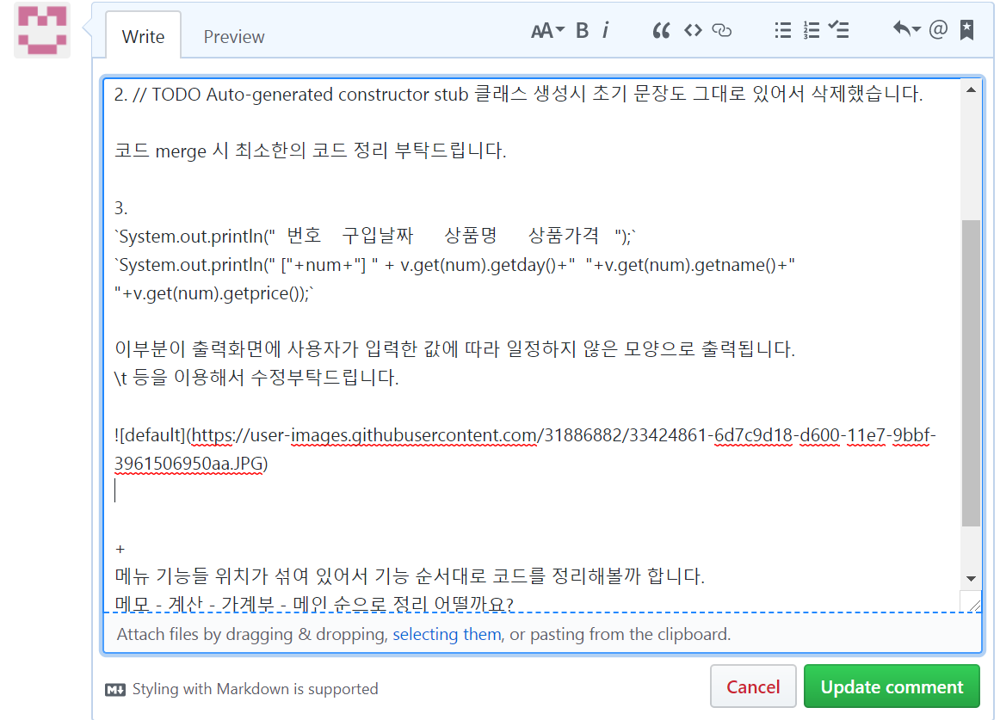 Write
Preview
AA
B
i
2. // TODO Auto-generated constructor stub 클래스 생성시 초기 문장도 그대로 있어서 삭제했습니다.
코드 merge 시 최소한의 코드 정리 부탁드립니다.
3.
`System.out.println("  번호    구입날짜      상품명      상품가격   ");`
`System.out.println(" ["+num+"] " + v.get(num).getday()+"  "+v.get(num).getname()+"
"+v.get(num).getprice());`
이부분이 출력화면에 사용자가 입력한 값에 따라 일정하지 않은 모양으로 출력됩니다.
\t 등을 이용해서 수정부탁드립니다.
![default](https://user-images.githubusercontent.com/31886882/33424861-6d7c9d18-d600-11e7-9bbf-
3961506950aa.JPG)
+
메뉴 기능들 위치가 섞여 있어서 기능 순서대로 코드를 정리해볼까 합니다.
메모 - 계산 - 가계부 - 메인 순으로 정리 어떨까요?
Attach files by dragging & dropping, selecting them, or pasting from the clipboard.
Styling with Markdown is supported
Cancel
Update comment